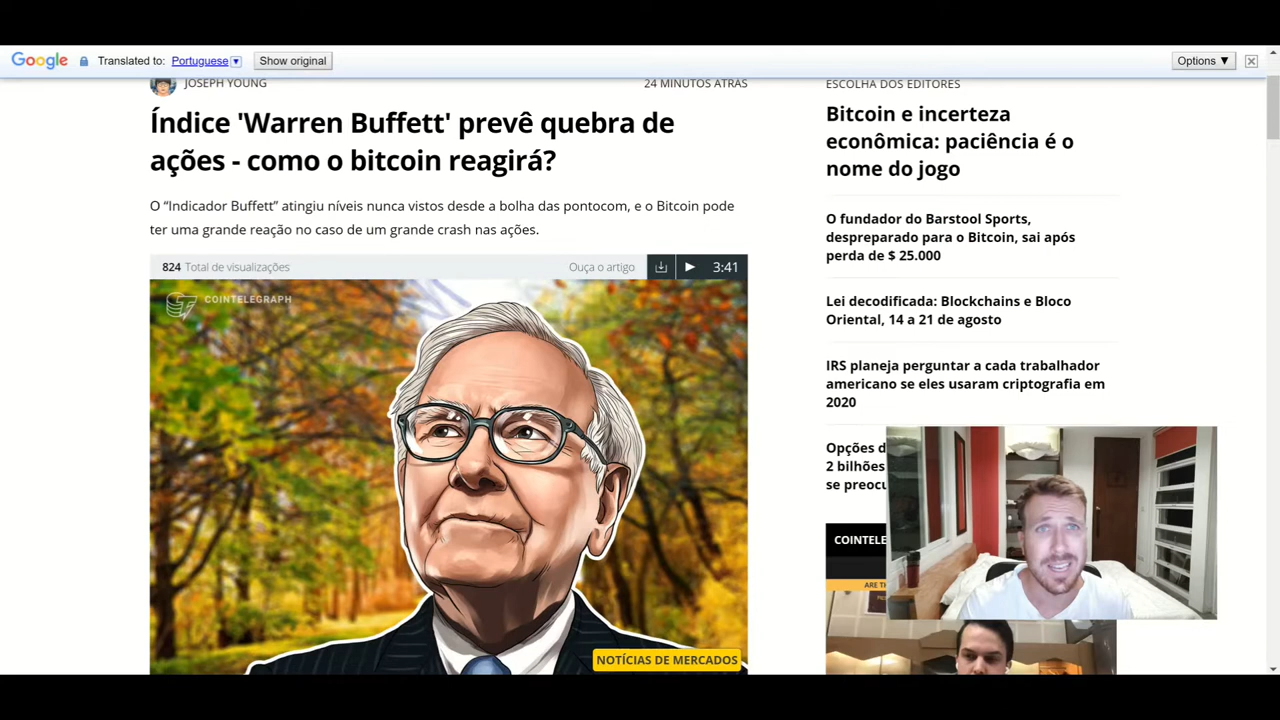 Google Translated to: Portuguese Show original Options ▼
JOSEPH YOUNG 24 MINUTOS ATRÁS
Índice 'Warren Buffett' prevê quebra de
ações - como o bitcoin reagirá?
O “Indicador Buffett” atingiu níveis nunca vistos desde a bolha das pontocom, e o Bitcoin pode
ter uma grande reação no caso de um grande crash nas ações.
824 Total de visualizações Ouça o artigo 3:41
COINTELEGRAPH
NOTÍCIAS DE MERCADOS
ESCOLHA DOS EDITORES
Bitcoin e incerteza
econômica: paciência é o
nome do jogo
O fundador do Barstool Sports,
despreparado para o Bitcoin, sai após
perda de $ 25.000
Lei decodificada: Blockchains e Bloco
Oriental, 14 a 21 de agosto
IRS planeja perguntar a cada trabalhador
americano se eles usaram criptografia em
2020
Opções d
2 bilhões
se preocu
COINTELE
ARE TH